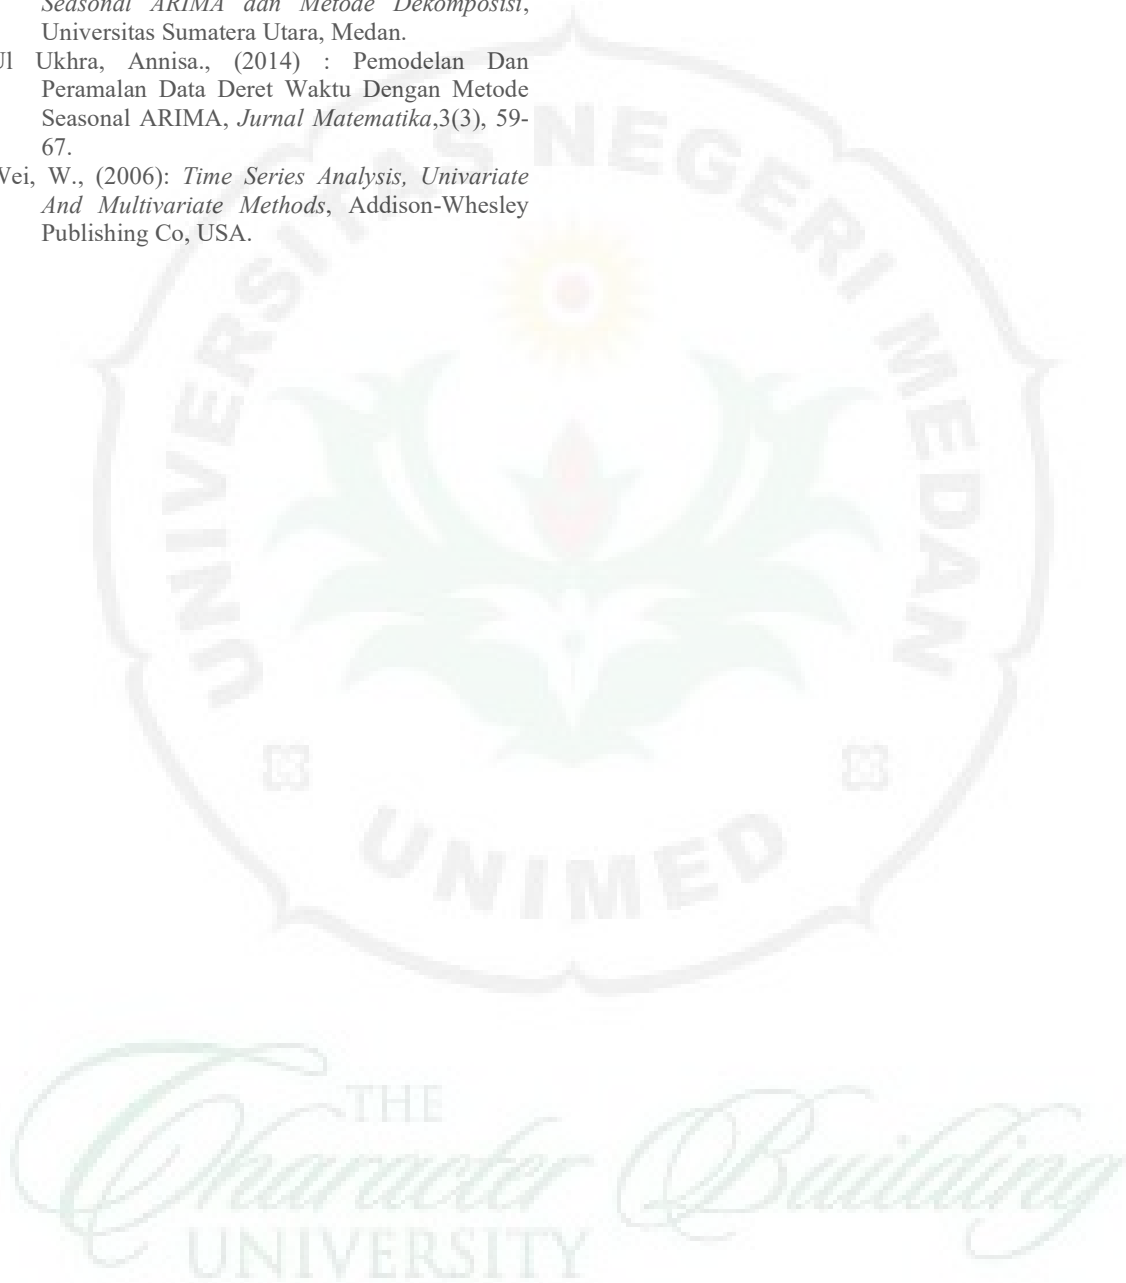 Seasonal ARIMA dan Metode Dekomposisi,
Universitas Sumatera Utara, Medan.
Ul Ukhra, Annisa., (2014) : Pemodelan Dan
Peramalan Data Deret Waktu Dengan Metode
Seasonal ARIMA, Jurnal Matematika,3(3), 59-
67.
Wei, W., (2006): Time Series Analysis, Univariate
And Multivariate Methods, Addison-Whesley
Publishing Co, USA.
UNIVERSITAS NEGERI MEDAN
UNIMED
THE
Character Building
UNIVERSITY